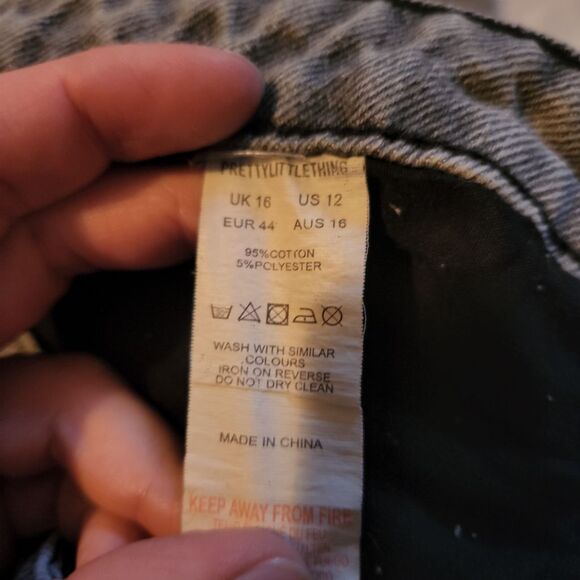 PRETTYLITTLETHING
UK 16 US 12
EUR 44 AUS 16
95%COTTON
5%POLYESTER
WASH WITH SIMILAR
COLOURS
IRON ON REVERSE
DO NOT DRY CLEAN
MADE IN CHINA
KEEP AWAY FROM FIRE